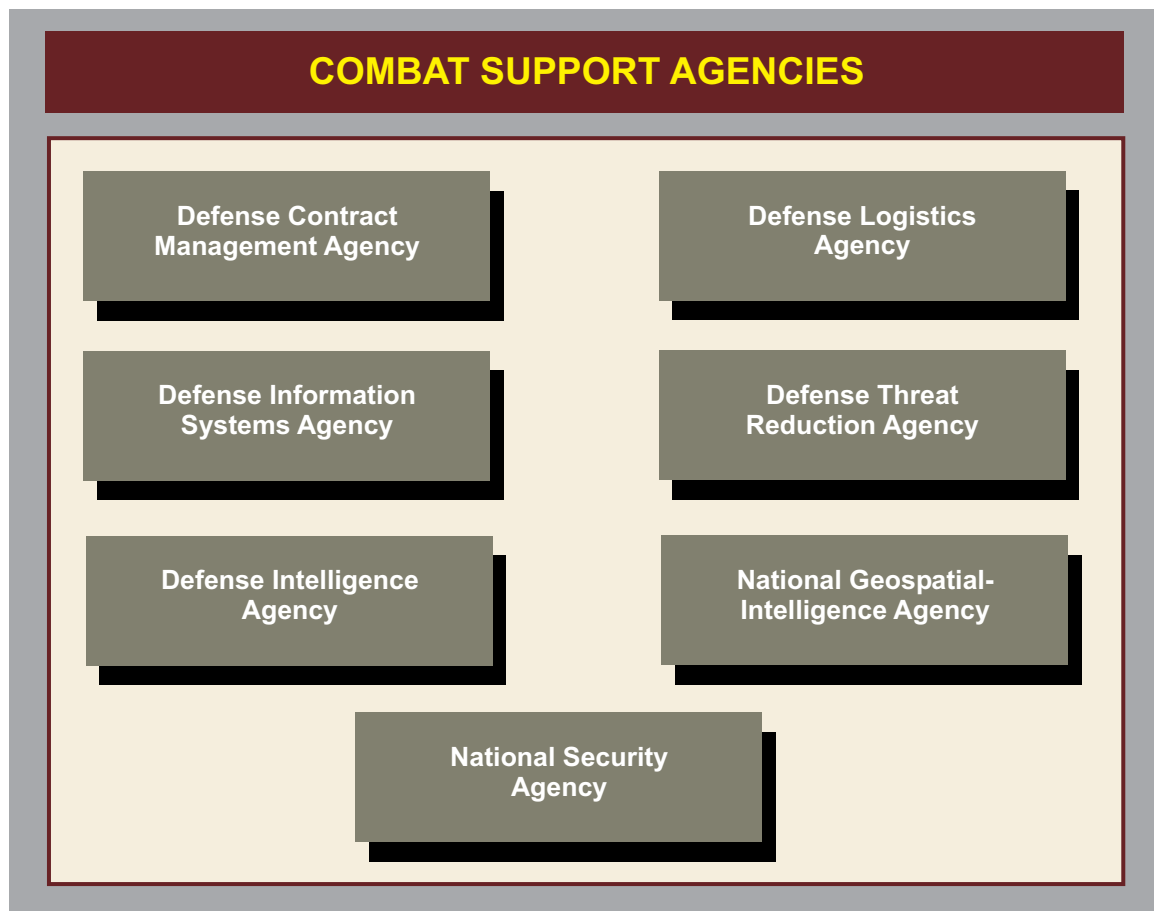 COMBAT SUPPORT AGENCIES
Defense Contract
Management Agency
Defense Logistics
Agency
Defense Information
Systems Agency
Defense Threat
Reduction Agency
Defense Intelligence
Agency
National Geospatial-
Intelligence Agency
National Security
Agency